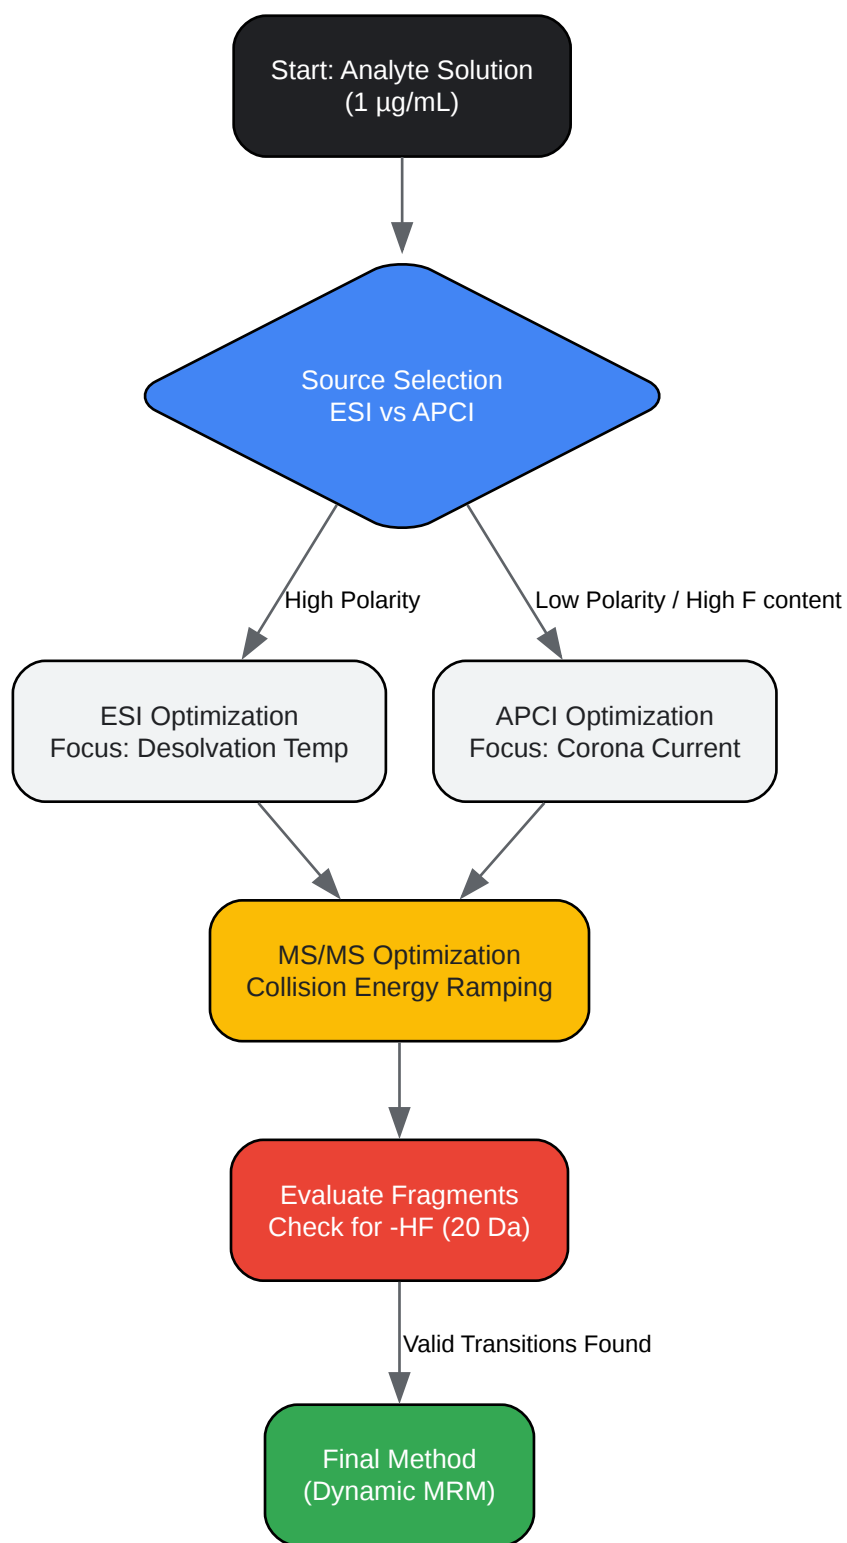 Start: Analyte Solution
(1 µg/mL)
Source Selection
ESI vs APCI
High Polarity
Low Polarity / High F content
ESI Optimization
Focus: Desolvation Temp
APCI Optimization
Focus: Corona Current
MS/MS Optimization
Collision Energy Ramping
Evaluate Fragments
Check for -HF (20 Da)
Valid Transitions Found
Final Method
(Dynamic MRM)